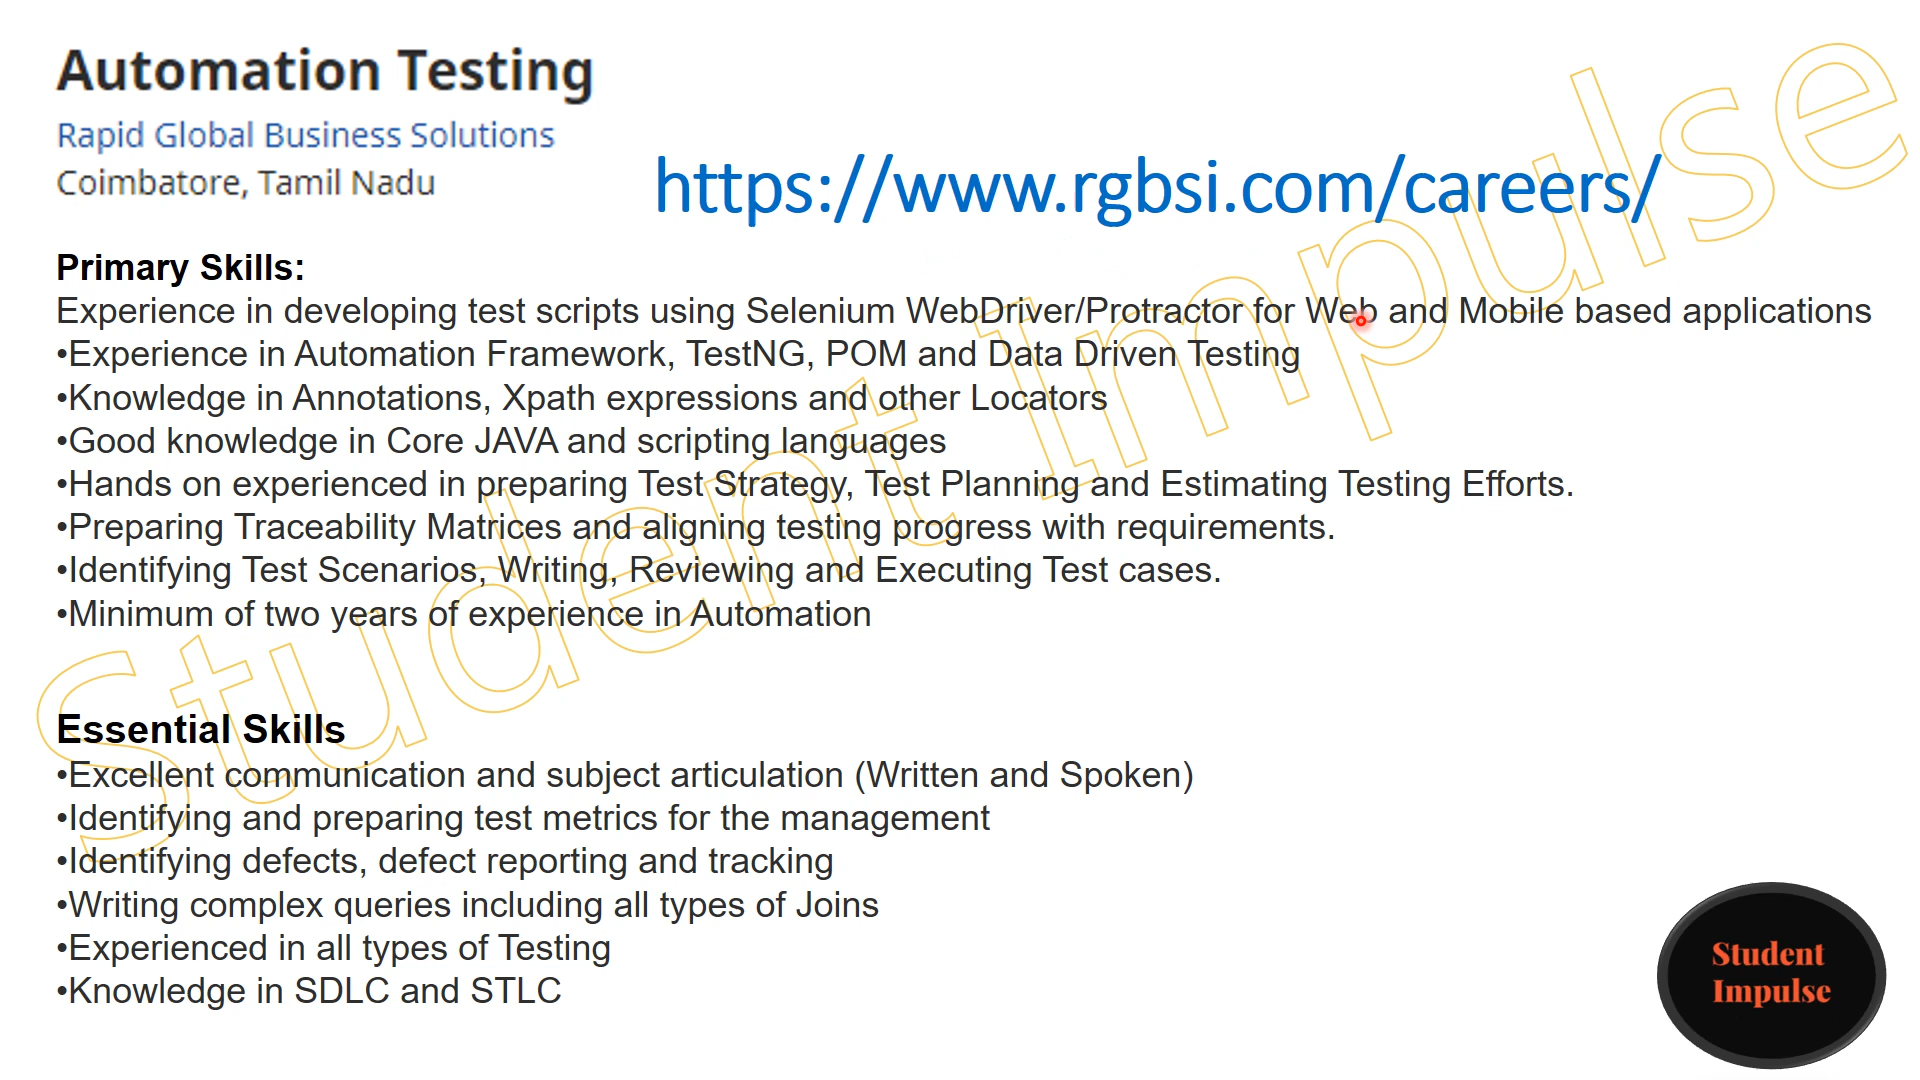 Automation Testing
Rapid Global Business Solutions
Coimbatore, Tamil Nadu
https://www.rgbsi.com/careers/
Primary Skills:
Experience in developing test scripts using Selenium WebDriver/Protractor for Web and Mobile based applications
•Experience in Automation Framework, TestNG, POM and Data Driven Testing
•Knowledge in Annotations, Xpath expressions and other Locators
•Good knowledge in Core JAVA and scripting languages
•Hands on experienced in preparing Test Strategy, Test Planning and Estimating Testing Efforts.
•Preparing Traceability Matrices and aligning testing progress with requirements.
•Identifying Test Scenarios, Writing, Reviewing and Executing Test cases.
•Minimum of two years of experience in Automation
Essential Skills
•Excellent communication and subject articulation (Written and Spoken)
•Identifying and preparing test metrics for the management
•Identifying defects, defect reporting and tracking
•Writing complex queries including all types of Joins
•Experienced in all types of Testing
•Knowledge in SDLC and STLC
Student Impulse
Student
Impulse